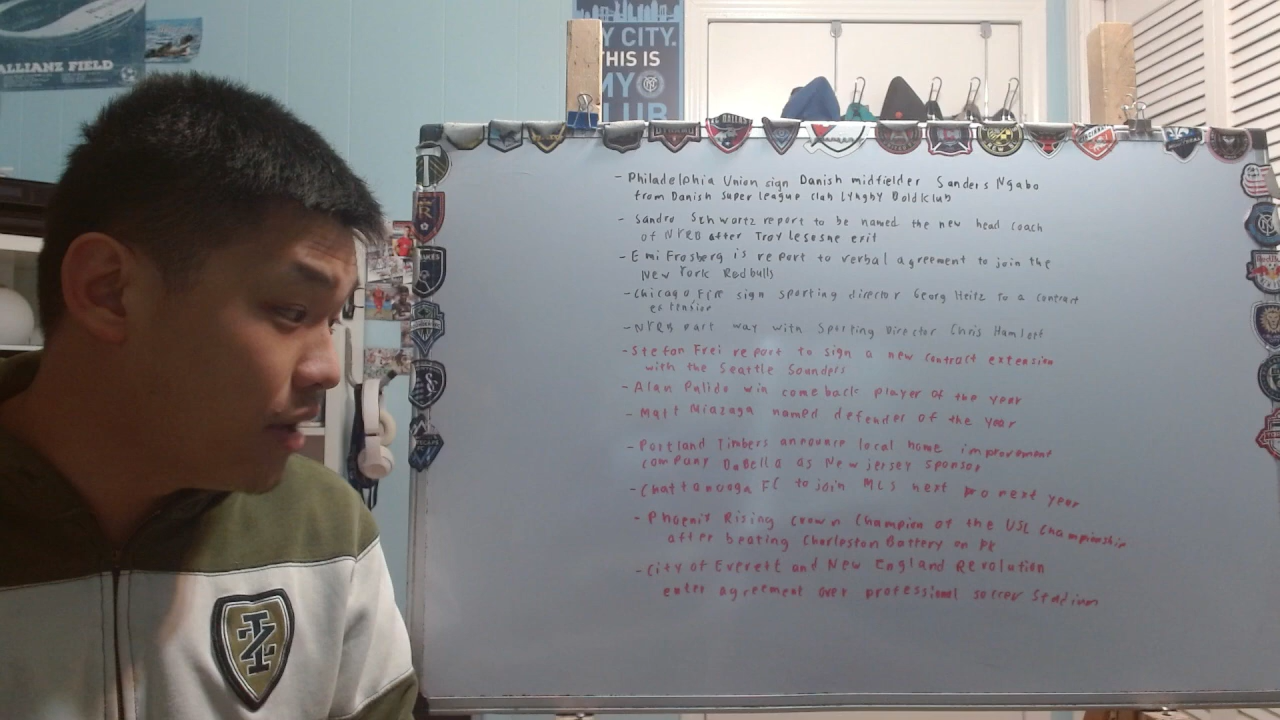 ALLIANZ FIELD
Y CITY.
THIS IS
MY
LUB
- Philadelphia Union sign Danish midfielder Sanders Ngabo
from Danish Super league club Lyngby Boldklub
- Sandro Schwartz report to be named the new head coach
of NYRB after Troy Lesesne exit
- Emi Frosberg is report to verbal agreement to join the
New York Redbulls
- Chicago Fire sign sporting director Georg Heitz to a contract
extension
- NYRB part way with Sporting Director Chris Hamlett
- Stefon Frei report to sign a new contract extension
with the Seattle Sounders
- Alan Pulido win comeback player of the year
- Matt Miazaga named defender of the year
- Portland Timbers announce local home improvement
company DaBella as New jersey sponsor
- Chattanooga FC to join MLS next pro next year
- Phoenix Rising crown Champion of the USL Championship
after beating Charleston Battery on PK
- City of Everett and New England Revolution
enter agreement over professional soccer Stadium